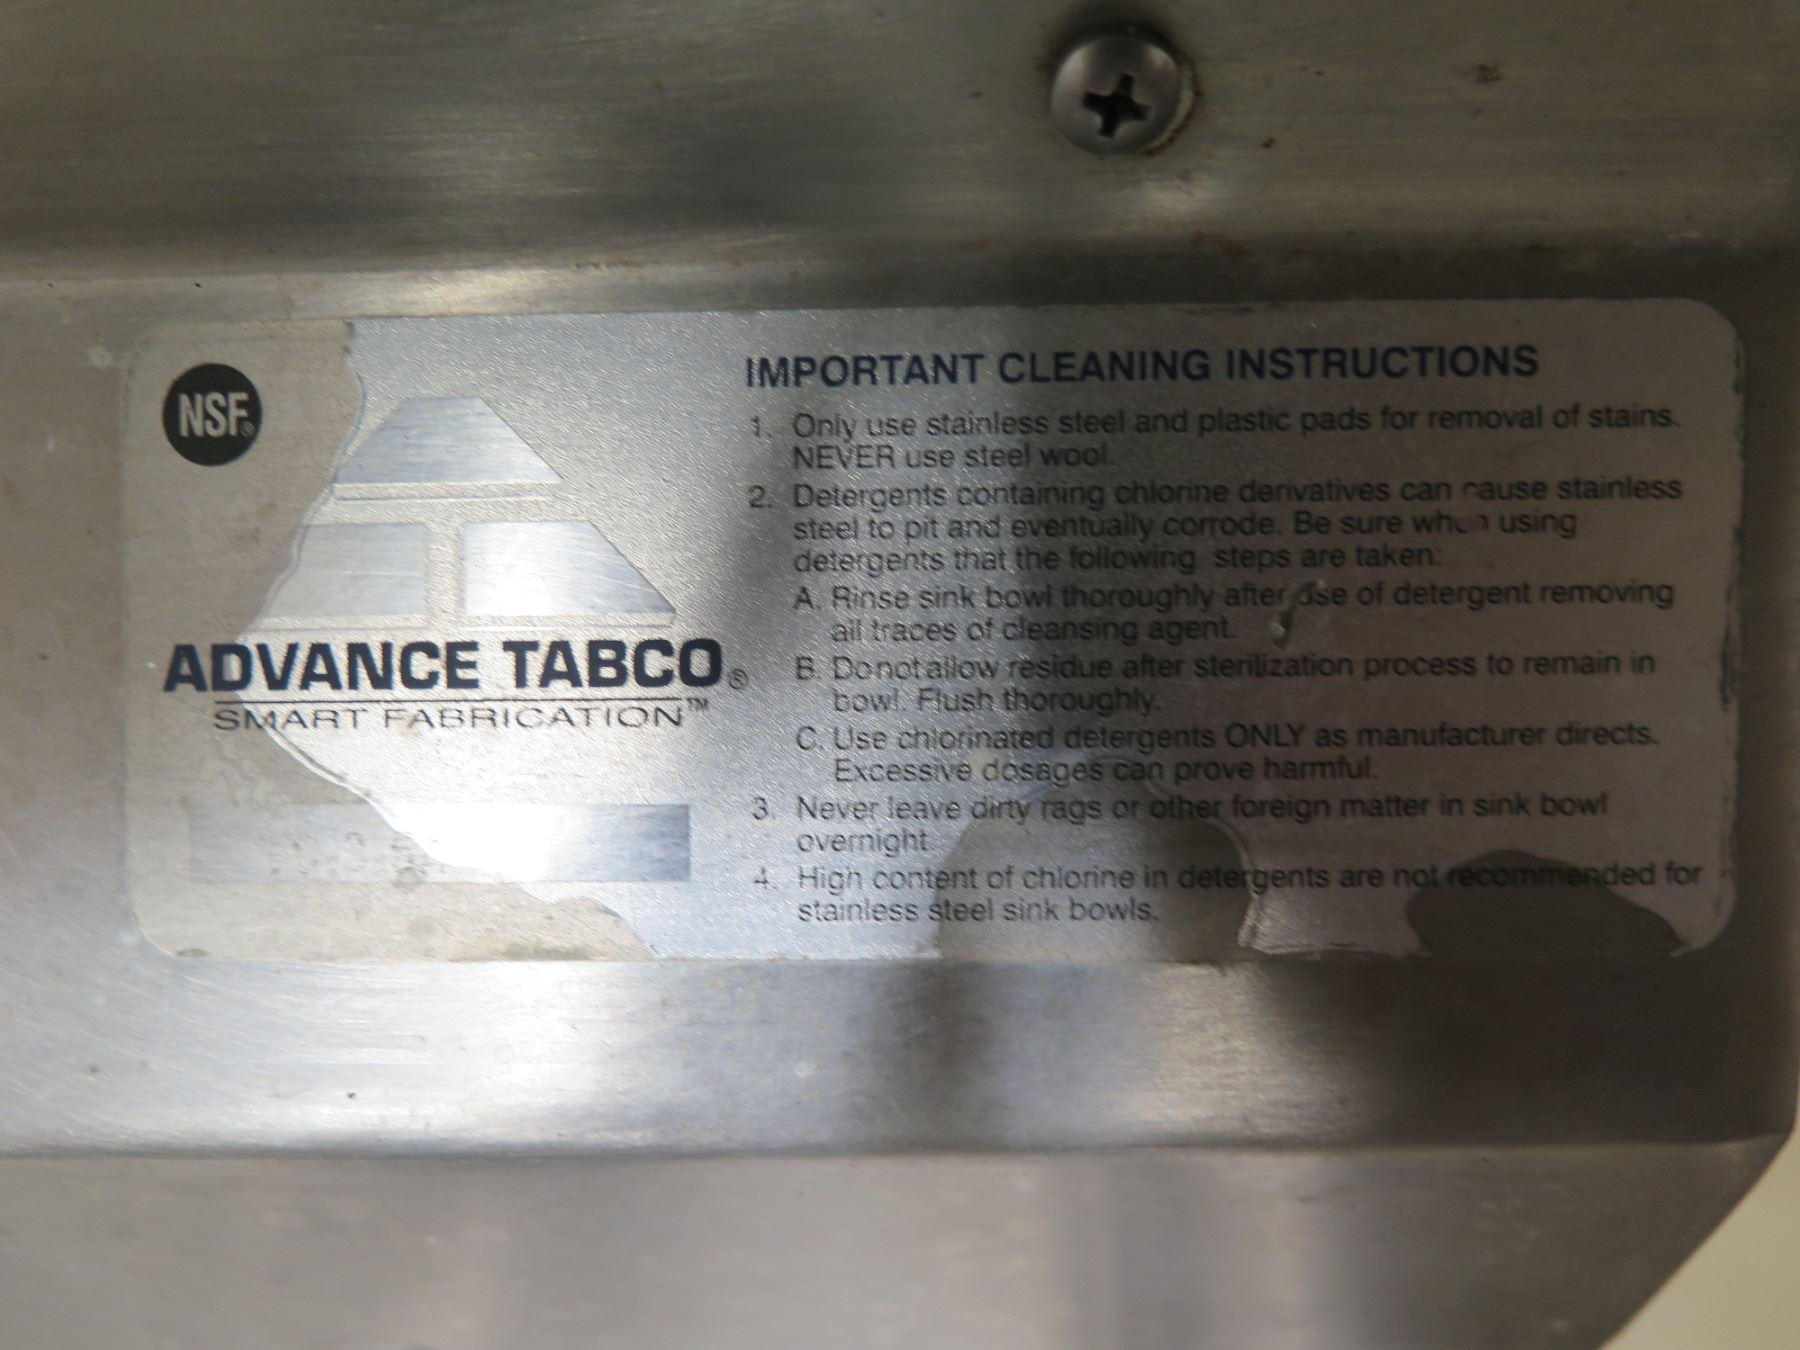 NSF®
ADVANCE TABCO®
SMART FABRICATION™
IMPORTANT CLEANING INSTRUCTIONS
1. Only use stainless steel and plastic pads for removal of stains.
NEVER use steel wool.
2. Detergents containing chlorine derivatives can cause stainless
steel to pit and eventually corrode. Be sure when using
detergents that the following steps are taken:
A. Rinse sink bowl thoroughly after use of detergent removing
all traces of cleansing agent.
B. Do not allow residue after sterilization process to remain in
bowl. Flush thoroughly.
C. Use chlorinated detergents ONLY as manufacturer directs.
Excessive dosages can prove harmful.
3. Never leave dirty rags or other foreign matter in sink bowl
overnight.
4. High content of chlorine in detergents are not recommended for
stainless steel sink bowls.